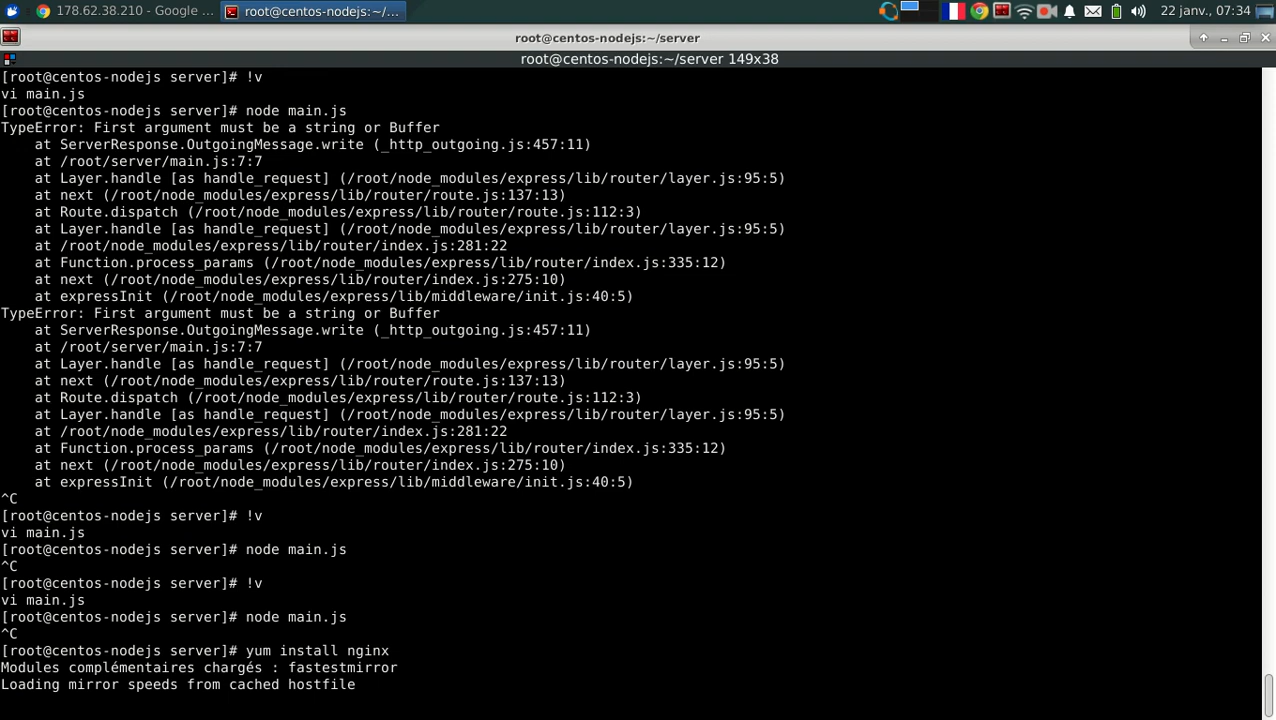 178.62.38.210 - Google ...
root@centos-nodejs:~/...
22 janv., 07:34
root@centos-nodejs:~/server
root@centos-nodejs:~/server 149x38
[root@centos-nodejs server]# !v
vi main.js
[root@centos-nodejs server]# node main.js
TypeError: First argument must be a string or Buffer
    at ServerResponse.OutgoingMessage.write (_http_outgoing.js:457:11)
    at /root/server/main.js:7:7
    at Layer.handle [as handle_request] (/root/node_modules/express/lib/router/layer.js:95:5)
    at next (/root/node_modules/express/lib/router/route.js:137:13)
    at Route.dispatch (/root/node_modules/express/lib/router/route.js:112:3)
    at Layer.handle [as handle_request] (/root/node_modules/express/lib/router/layer.js:95:5)
    at /root/node_modules/express/lib/router/index.js:281:22
    at Function.process_params (/root/node_modules/express/lib/router/index.js:335:12)
    at next (/root/node_modules/express/lib/router/index.js:275:10)
    at expressInit (/root/node_modules/express/lib/middleware/init.js:40:5)
TypeError: First argument must be a string or Buffer
    at ServerResponse.OutgoingMessage.write (_http_outgoing.js:457:11)
    at /root/server/main.js:7:7
    at Layer.handle [as handle_request] (/root/node_modules/express/lib/router/layer.js:95:5)
    at next (/root/node_modules/express/lib/router/route.js:137:13)
    at Route.dispatch (/root/node_modules/express/lib/router/route.js:112:3)
    at Layer.handle [as handle_request] (/root/node_modules/express/lib/router/layer.js:95:5)
    at /root/node_modules/express/lib/router/index.js:281:22
    at Function.process_params (/root/node_modules/express/lib/router/index.js:335:12)
    at next (/root/node_modules/express/lib/router/index.js:275:10)
    at expressInit (/root/node_modules/express/lib/middleware/init.js:40:5)
^C
[root@centos-nodejs server]# !v
vi main.js
[root@centos-nodejs server]# node main.js
^C
[root@centos-nodejs server]# !v
vi main.js
[root@centos-nodejs server]# node main.js
^C
[root@centos-nodejs server]# yum install nginx
Modules complémentaires chargés : fastestmirror
Loading mirror speeds from cached hostfile